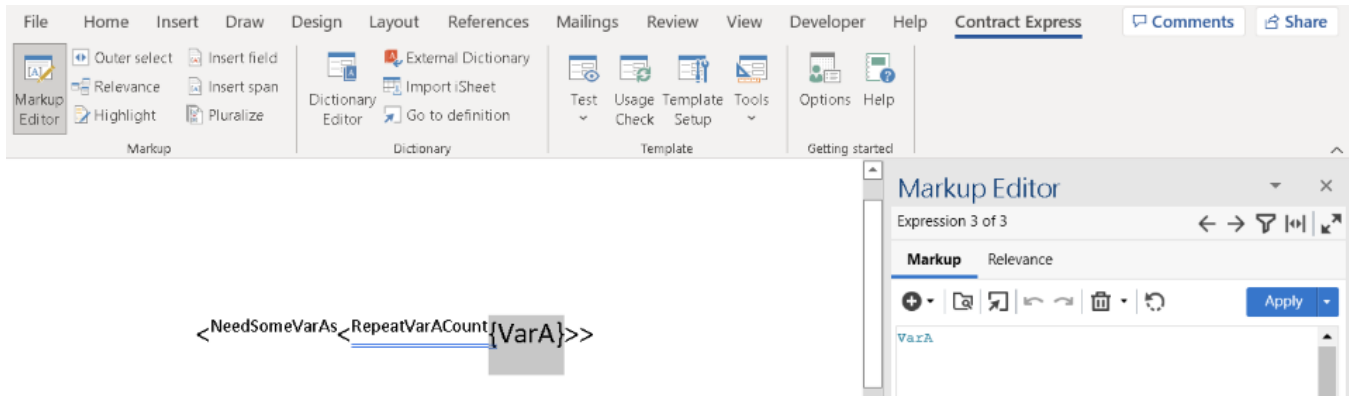 File Home Insert Draw Design Layout References Mailings Review View Developer Help Contract Express Comments Share
Markup Editor
Outer select
Relevance
Highlight
Insert field
Insert span
Pluralize
Markup
Dictionary Editor
External Dictionary
Import iSheet
Go to definition
Dictionary
Test
Usage Check
Template Setup
Tools
Template
Options
Help
Getting started
<NeedSomeVarAs<RepeatVarACount{VarA}>>
Markup Editor
Expression 3 of 3
Markup Relevance
Apply
VarA